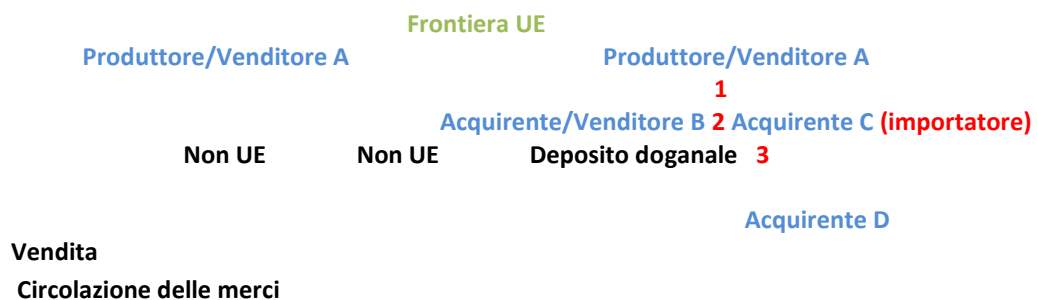 Frontiera UE
Produttore/Venditore A Produttore/Venditore A
1
Acquirente/Venditore B 2 Acquirente C (importatore)
Non UE Non UE Deposito doganale 3
Acquirente D
Vendita
Circolazione delle merci